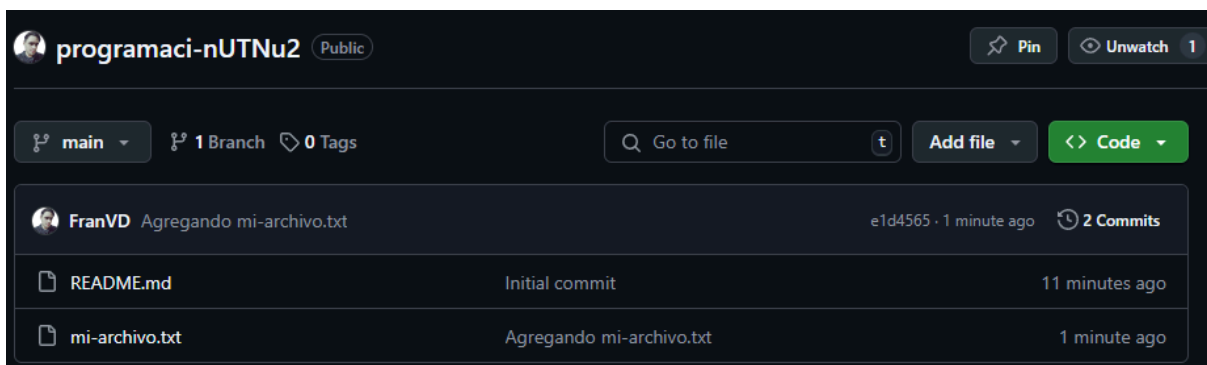 programaci-nUTNu2 Public Pin Unwatch 1
main 1 Branch 0 Tags Go to file t Add file Code
FranVD Agregando mi-archivo.txt e1d4565 · 1 minute ago 2 Commits
README.md Initial commit 11 minutes ago
mi-archivo.txt Agregando mi-archivo.txt 1 minute ago